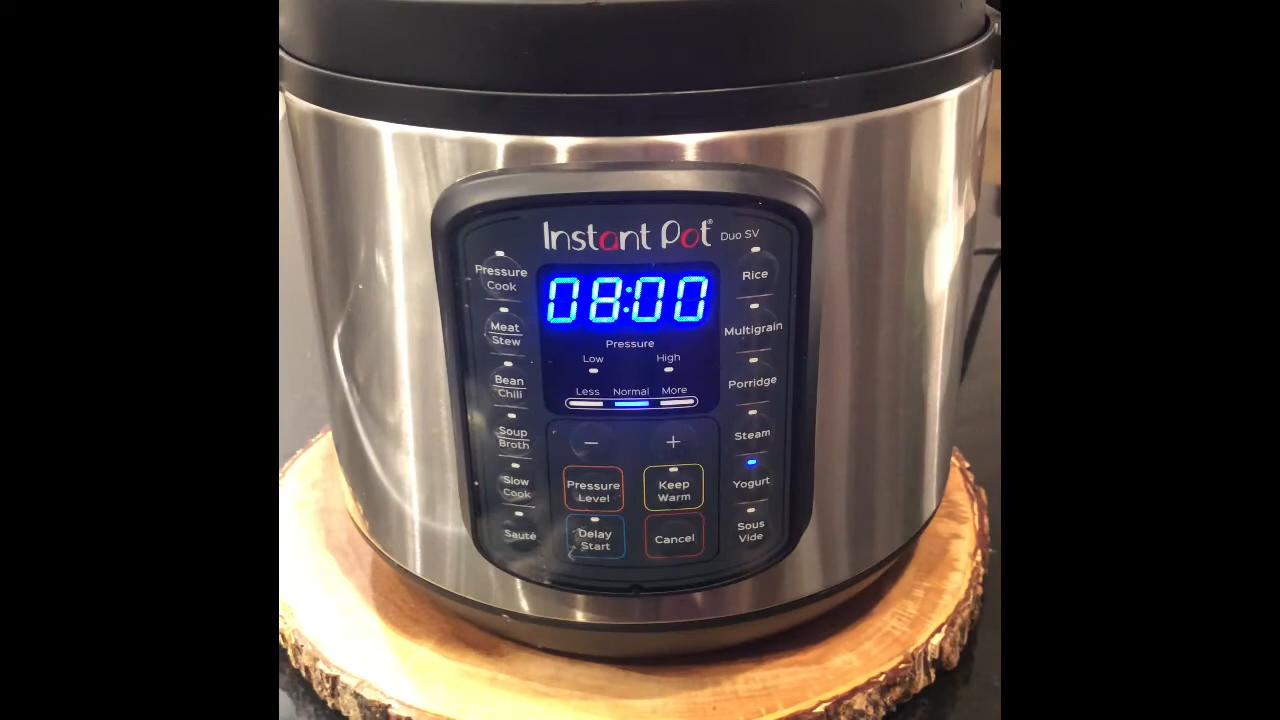 Instant Pot® Duo SV
08:00
Pressure
Low High
Less Normal More
Pressure
Cook
Meat
Stew
Bean
Chili
Soup
Broth
Slow
Cook
Sauté
− +
Pressure
Level
Keep
Warm
Delay
Start
Cancel
Rice
Multigrain
Porridge
Steam
Yogurt
Sous
Vide